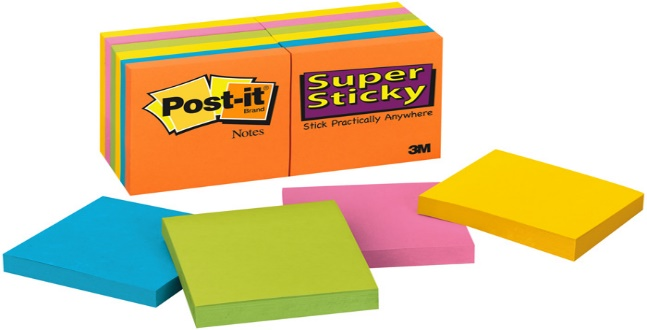 Post-it
Brand
Notes
Super
Sticky
Stick Practically Anywhere
3M